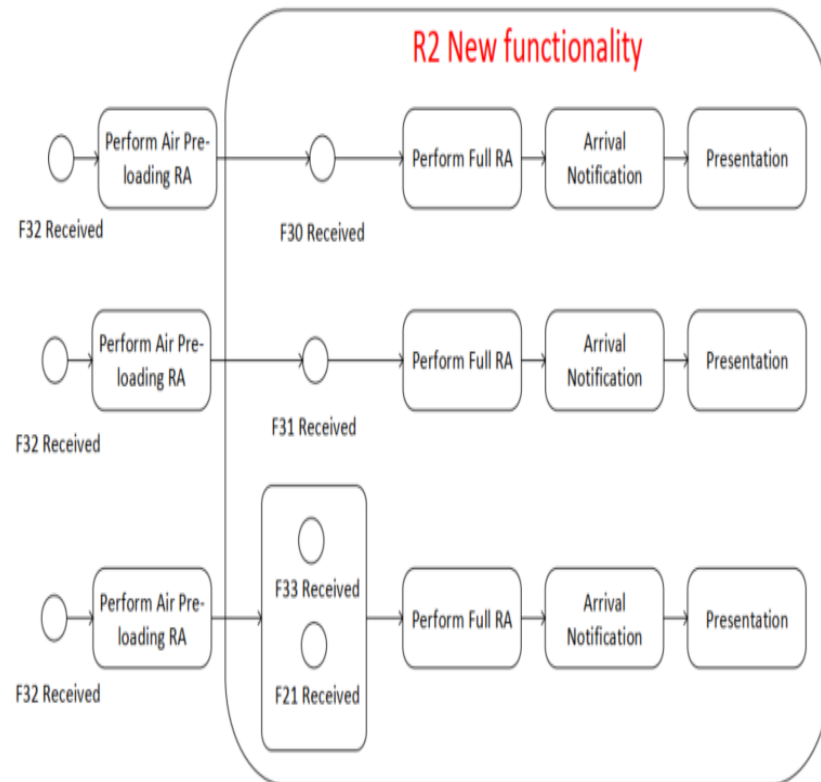 R2 New functionality
Perform Air Pre-
loading RA
Perform Full RA
Arrival
Notification
Presentation
F32 Received
F30 Received
Perform Air Pre-
loading RA
Perform Full RA
Arrival
Notification
Presentation
F32 Received
F31 Received
Perform Air Pre-
loading RA
F33 Received
Perform Full RA
Arrival
Notification
Presentation
F32 Received
F21 Received